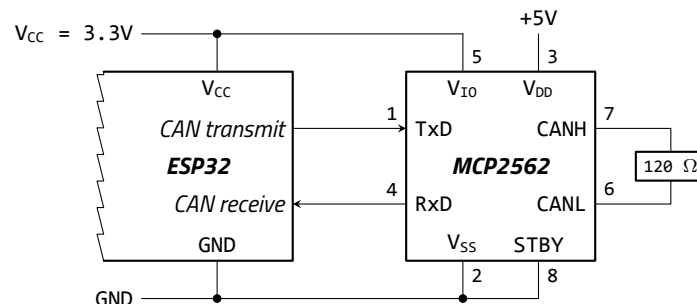 +5V
VCC = 3.3V
5 3
VCC VIO VDD
1 7
CAN transmit TxD CANH
ESP32 MCP2562 120 Ω
4 6
CAN receive RxD CANL
GND VSS STBY
2 8
GND